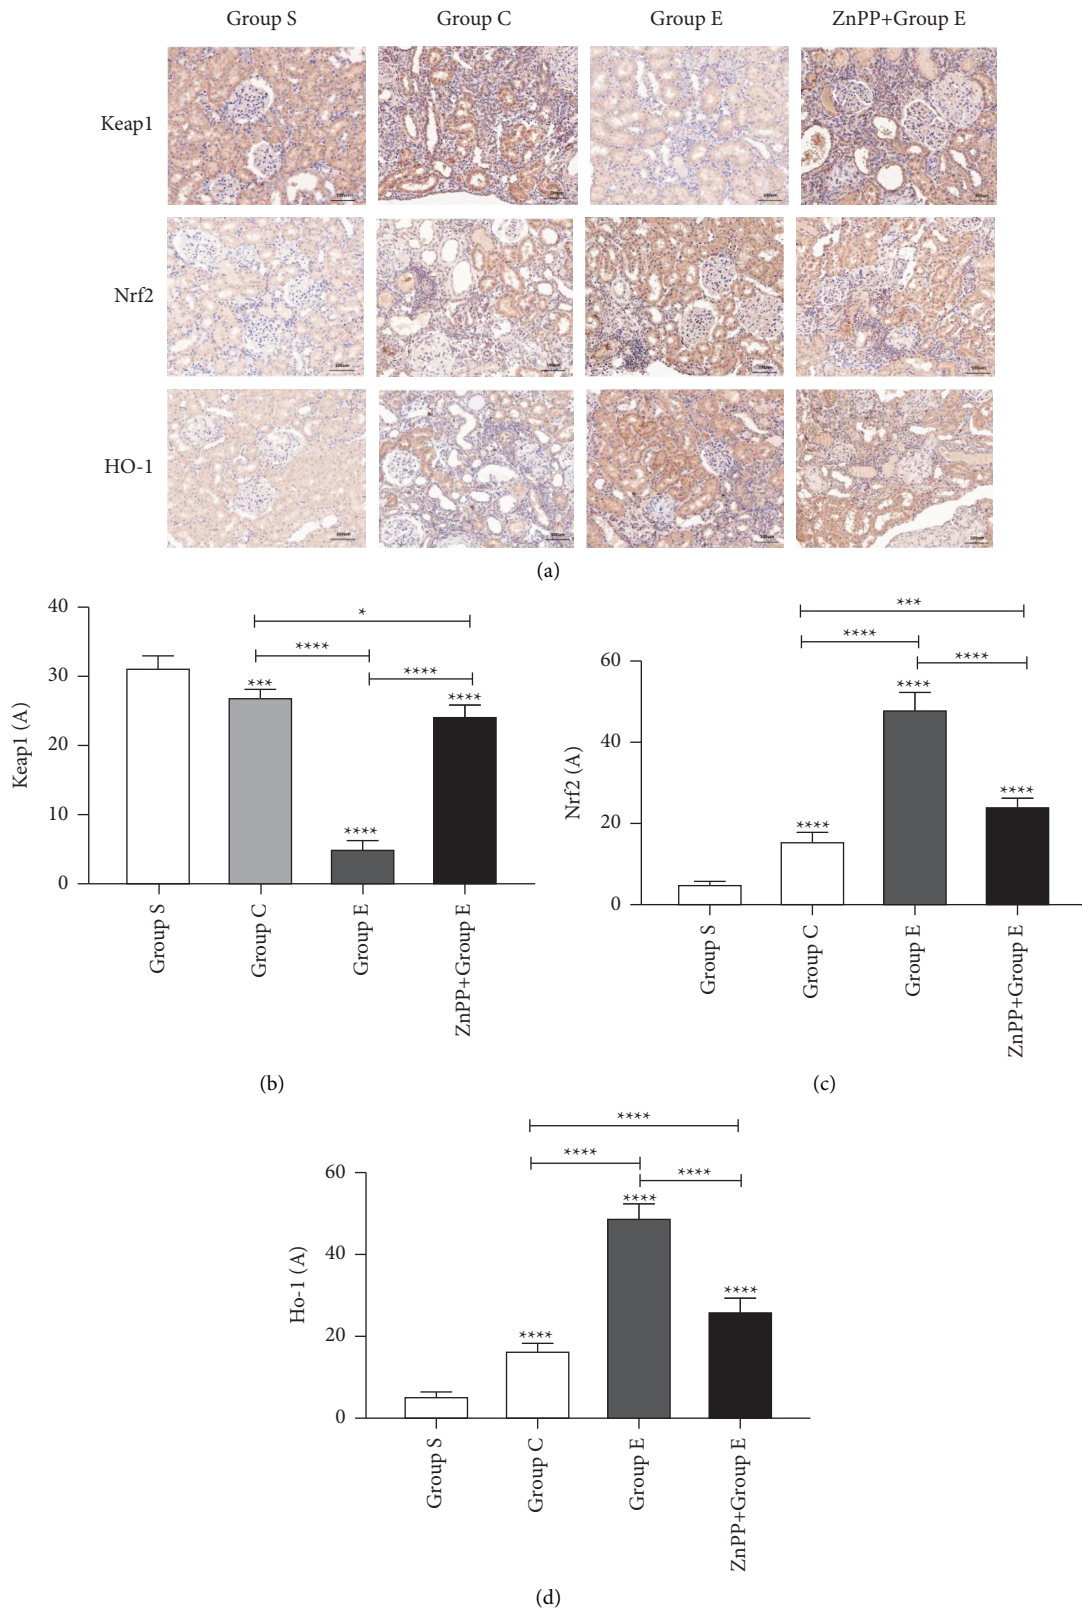 Group S Group C Group E ZnPP+Group E
Keap1
Nrf2
HO-1
(a)
Keap1 (A)
40
30
20
10
0
*
****
****
***
****
****
Group S
Group C
Group E
ZnPP+Group E
(b)
Nrf2 (A)
60
40
20
0
***
****
****
****
****
****
Group S
Group C
Group E
ZnPP+Group E
(c)
Ho-1 (A)
60
40
20
0
****
****
****
****
****
****
Group S
Group C
Group E
ZnPP+Group E
(d)